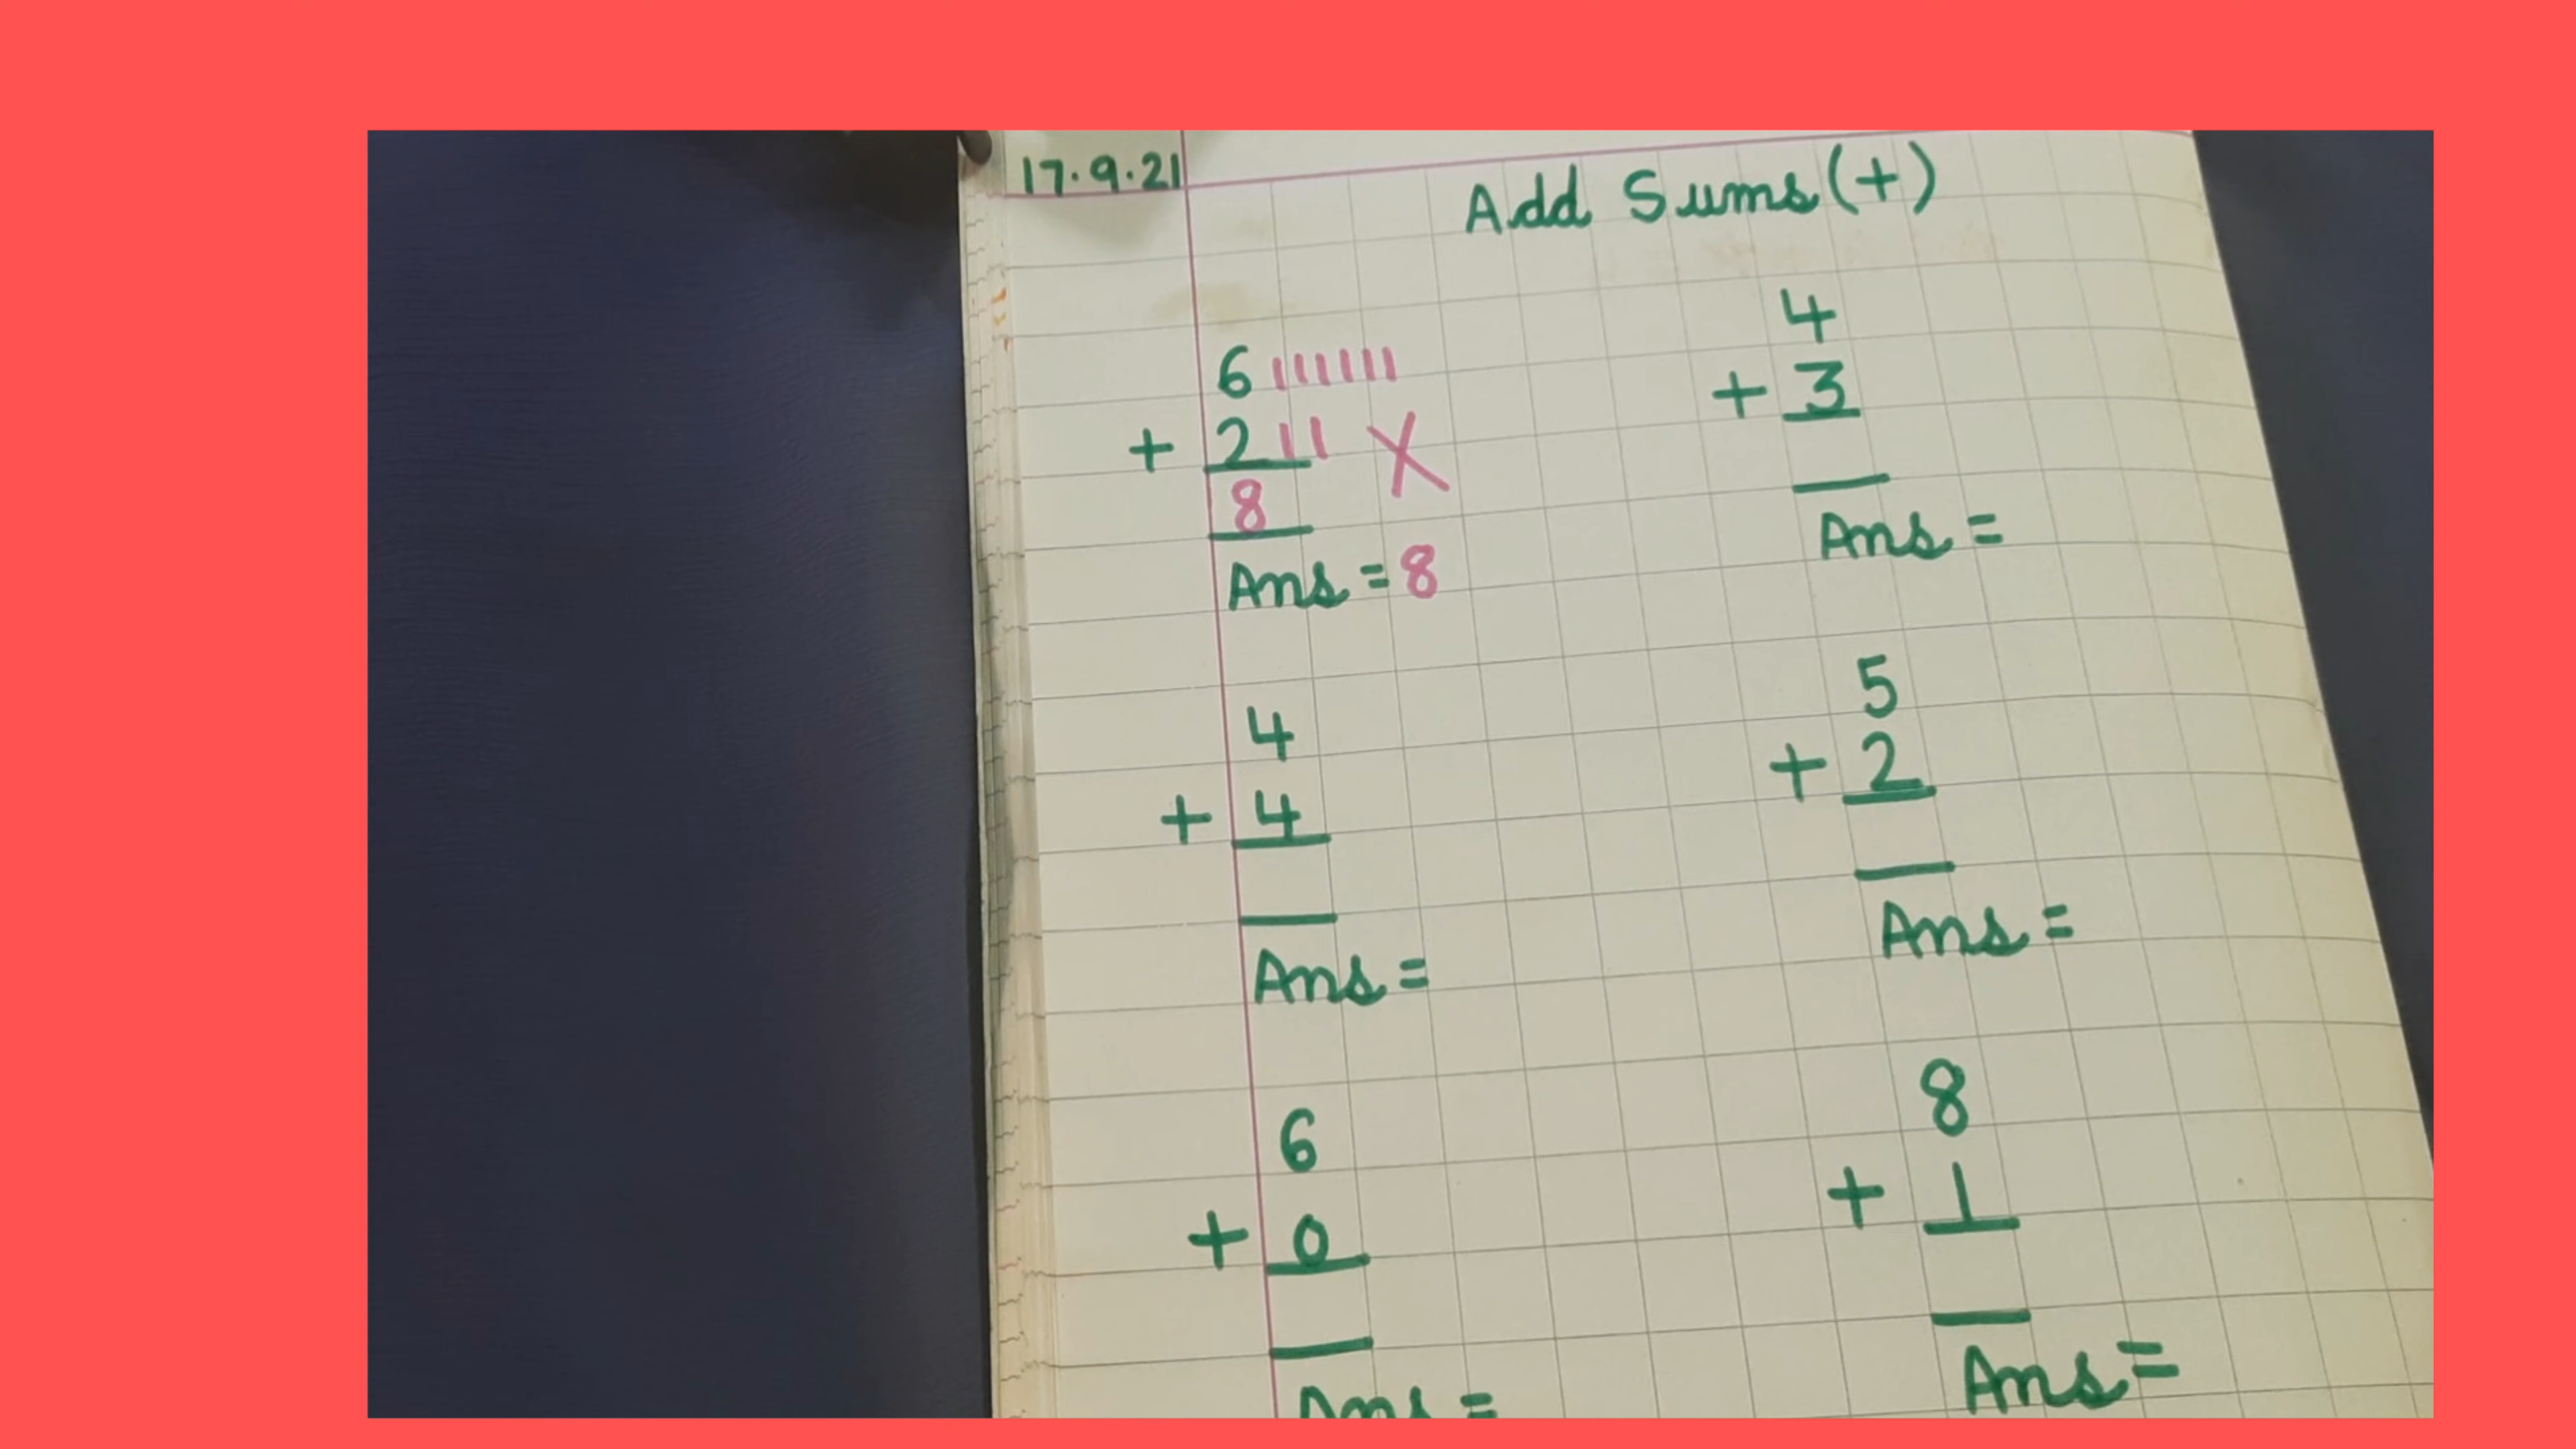 17.9.21
Add Sums (+)
6 ||||||
+ 2 || X
8
Ans = 8
4
+ 3
Ans =
4
+ 4
Ans =
5
+ 2
Ans =
6
+ 0
Ans =
8
+ 1
Ans =